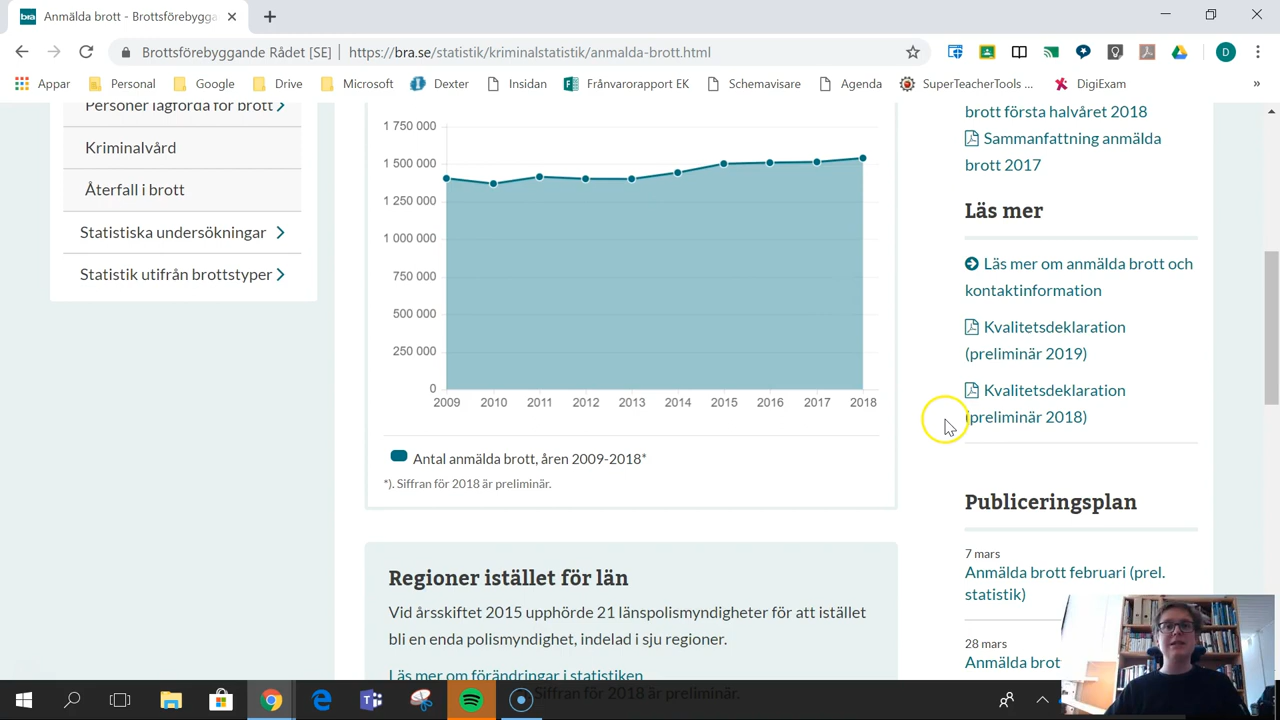 Anmälda brott - Brottsförebygga
Brottsförebyggande Rådet [SE] | https://bra.se/statistik/kriminalstatistik/anmalda-brott.html
D
Appar
Personal
Google
Drive
Microsoft
Dexter
Insidan
Frånvarorapport EK
Schemavisare
Agenda
SuperTeacherTools ...
DigiExam
»
Personer lagförda för brott
Kriminalvård
Återfall i brott
Statistiska undersökningar
Statistik utifrån brottstyper
1 750 000
1 500 000
1 250 000
1 000 000
750 000
500 000
250 000
0
2009 2010 2011 2012 2013 2014 2015 2016 2017 2018
Antal anmälda brott, åren 2009-2018*
*). Siffran för 2018 är preliminär.
Regioner istället för län
Vid årsskiftet 2015 upphörde 21 länspolismyndigheter för att istället
bli en enda polismyndighet, indelad i sju regioner.
Läs mer om förändringar i statistiken
Siffran för 2018 är preliminär.
brott första halvåret 2018
Sammanfattning anmälda
brott 2017
Läs mer
Läs mer om anmälda brott och
kontaktinformation
Kvalitetsdeklaration
(preliminär 2019)
Kvalitetsdeklaration
(preliminär 2018)
Publiceringsplan
7 mars
Anmälda brott februari (prel.
statistik)
28 mars
Anmälda brot